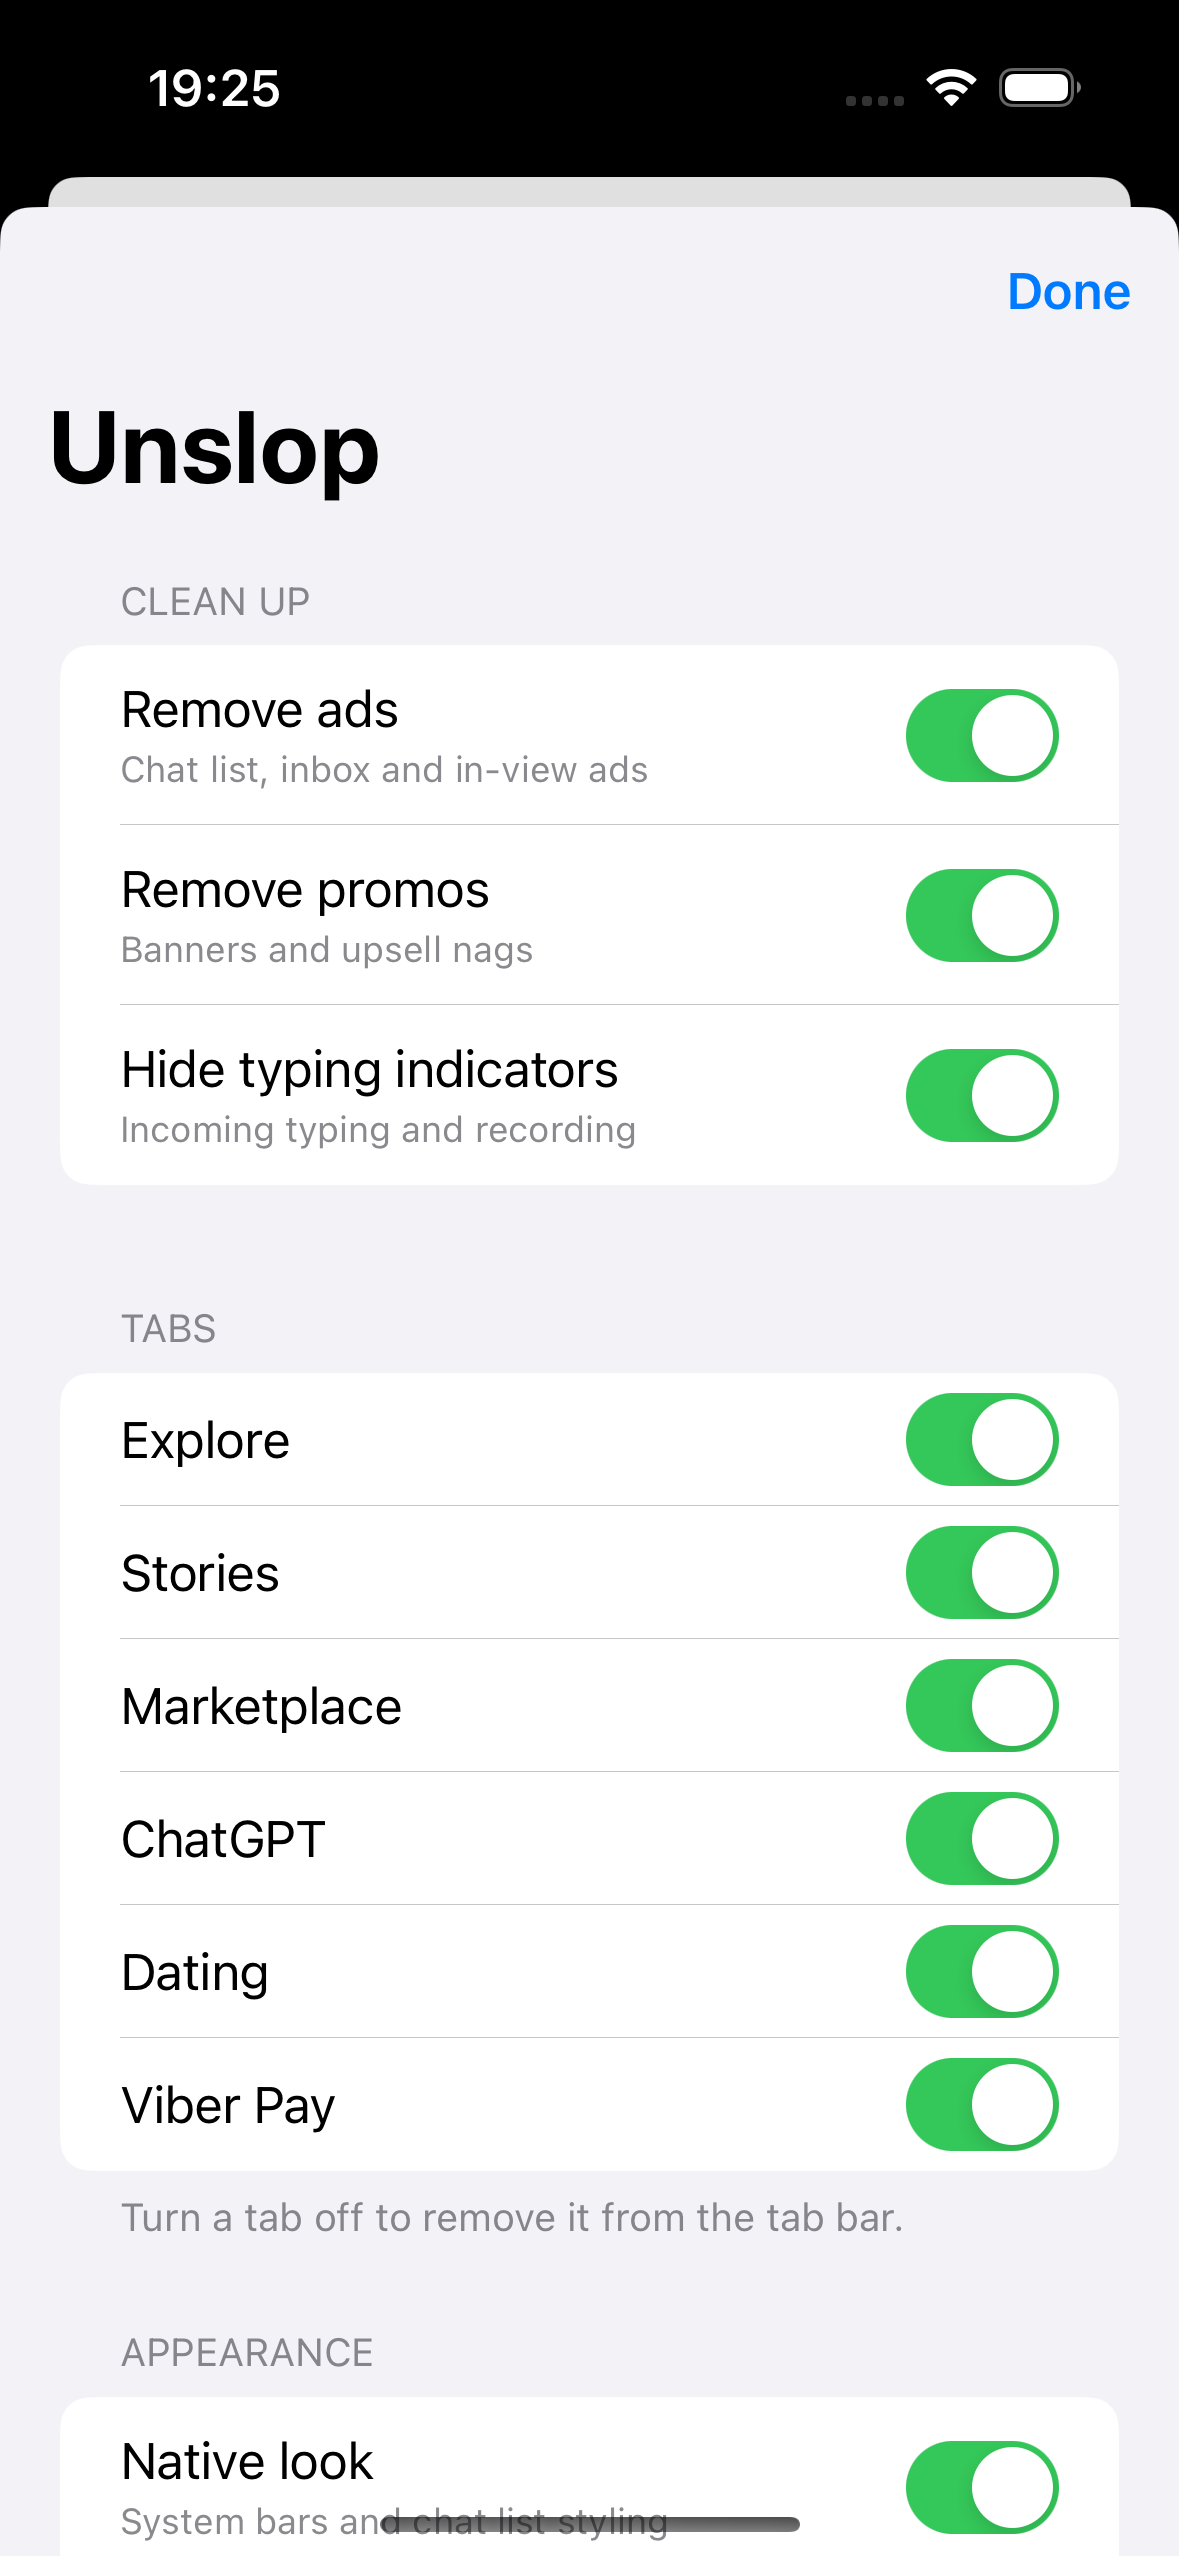 19:25
Done
Unslop
CLEAN UP
Remove ads
Chat list, inbox and in-view ads
Remove promos
Banners and upsell nags
Hide typing indicators
Incoming typing and recording
TABS
Explore
Stories
Marketplace
ChatGPT
Dating
Viber Pay
Turn a tab off to remove it from the tab bar.
APPEARANCE
Native look
System bars and chat list styling